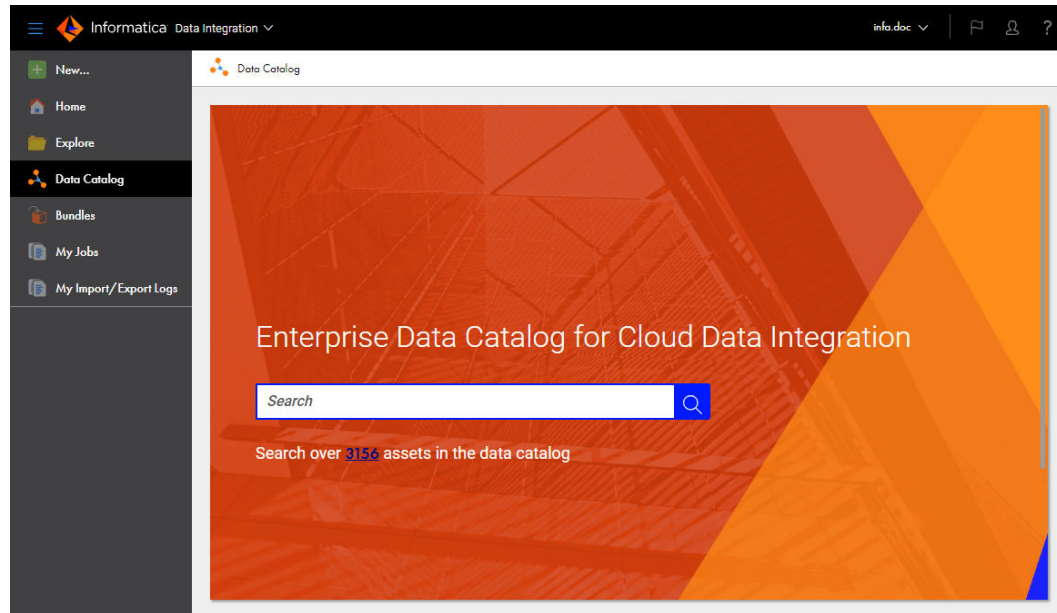 Informatica Data Integration
infa.doc
?
New...
Data Catalog
Home
Explore
Data Catalog
Bundles
My Jobs
My Import/Export Logs
Enterprise Data Catalog for Cloud Data Integration
Search
Search over 3156 assets in the data catalog